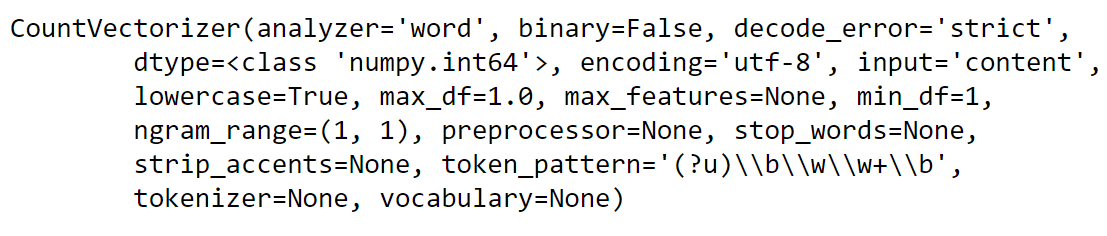 CountVectorizer(analyzer='word', binary=False, decode_error='strict',
dtype=<class 'numpy.int64'>, encoding='utf-8', input='content',
lowercase=True, max_df=1.0, max_features=None, min_df=1,
ngram_range=(1, 1), preprocessor=None, stop_words=None,
strip_accents=None, token_pattern='(?u)\\b\\w\\w+\\b',
tokenizer=None, vocabulary=None)